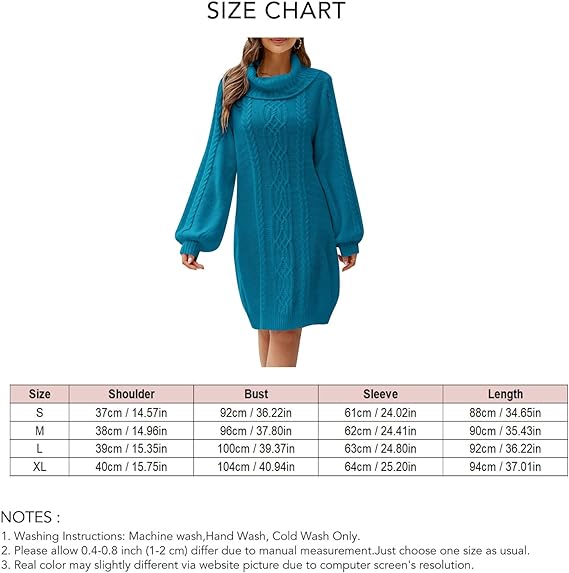 SIZE CHART
Size Shoulder Bust Sleeve Length
S 37cm / 14.57in 92cm / 36.22in 61cm / 24.02in 88cm / 34.65in
M 38cm / 14.96in 96cm / 37.80in 62cm / 24.41in 90cm / 35.43in
L 39cm / 15.35in 100cm / 39.37in 63cm / 24.80in 92cm / 36.22in
XL 40cm / 15.75in 104cm / 40.94in 64cm / 25.20in 94cm / 37.01in
NOTES :
1. Washing Instructions: Machine wash,Hand Wash, Cold Wash Only.
2. Please allow 0.4-0.8 inch (1-2 cm) differ due to manual measurement.Just choose one size as usual.
3. Real color may slightly different via website picture due to computer screen's resolution.